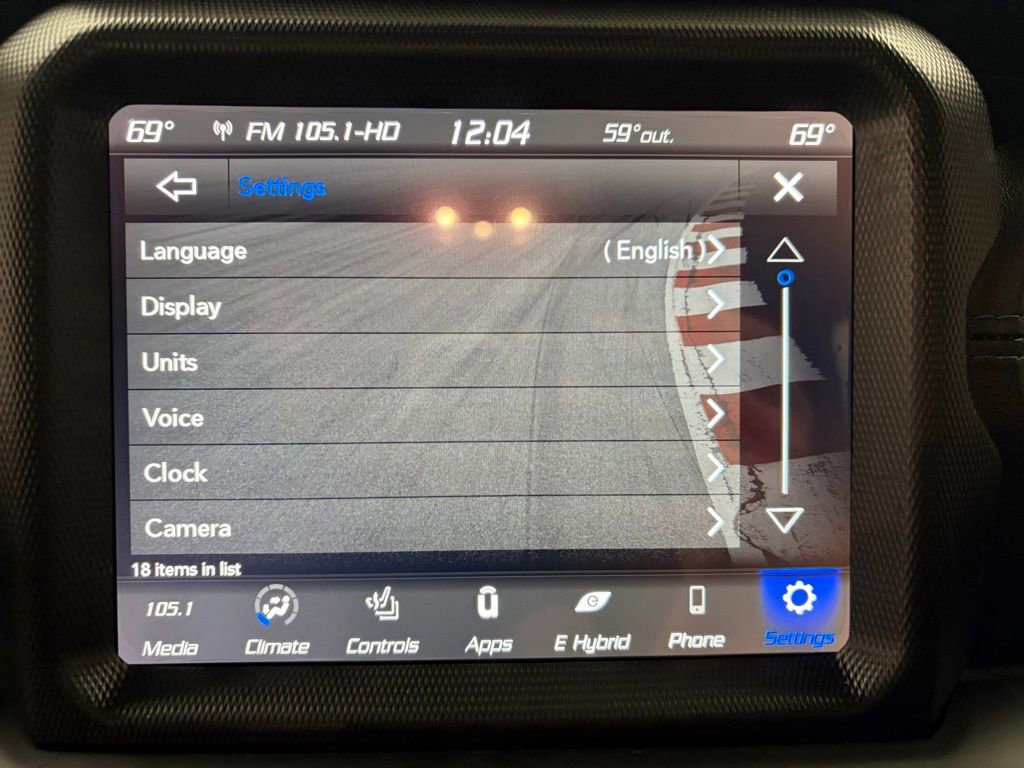 69° FM 105.1-HD 12:04 59°out. 69°
Settings
Language (English)
Display
Units
Voice
Clock
Camera
18 items in list
105.1 û e
Media Climate Controls Apps E Hybrid Phone Settings